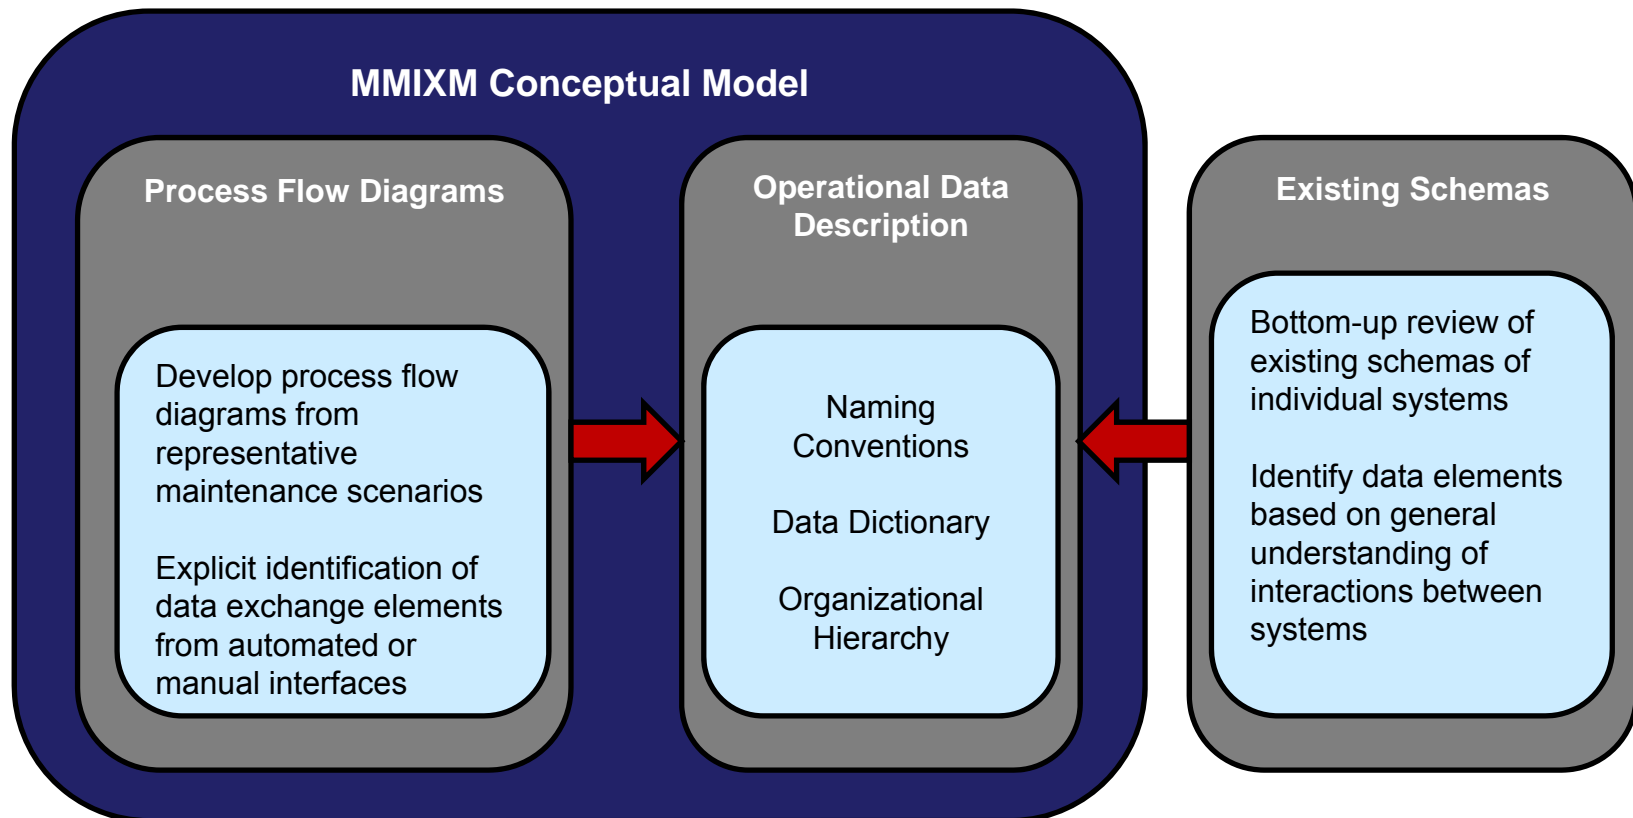 MMIXM Conceptual Model
Process Flow Diagrams
Develop process flow
diagrams from
representative
maintenance scenarios
Explicit identification of
data exchange elements
from automated or
manual interfaces
Operational Data
Description
Naming
Conventions
Data Dictionary
Organizational
Hierarchy
Existing Schemas
Bottom-up review of
existing schemas of
individual systems
Identify data elements
based on general
understanding of
interactions between
systems